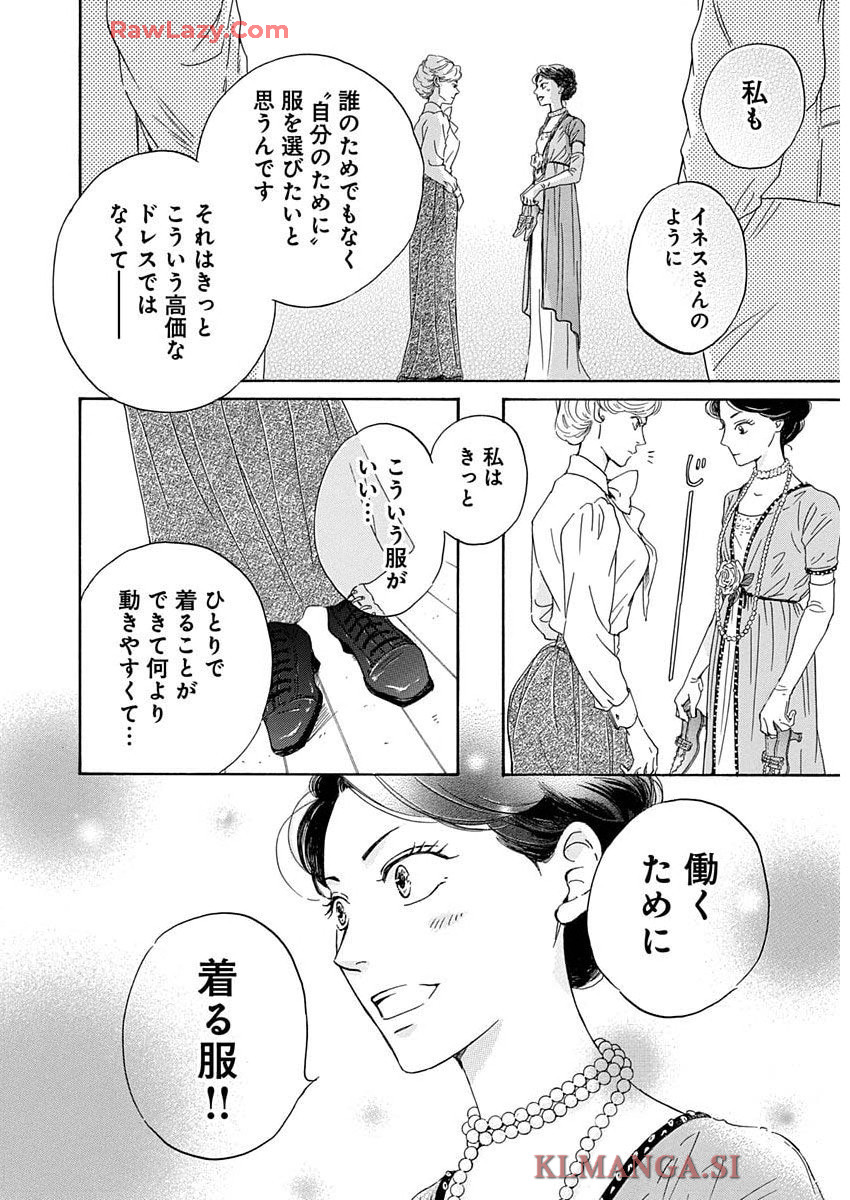 RawLazy.Com
私も
イネスさんの
ように
誰のためでもなく
〝自分のために〟
服を選びたいと
思うんです
それはきっと
こういう高価な
ドレスでは
なくて――
じーっ
私は
きっと
こういう服が
いい…
ひとりで
着ることが
できて何より
動きやすくて…
働く
ために
着る服!!
KLMANGA.SI